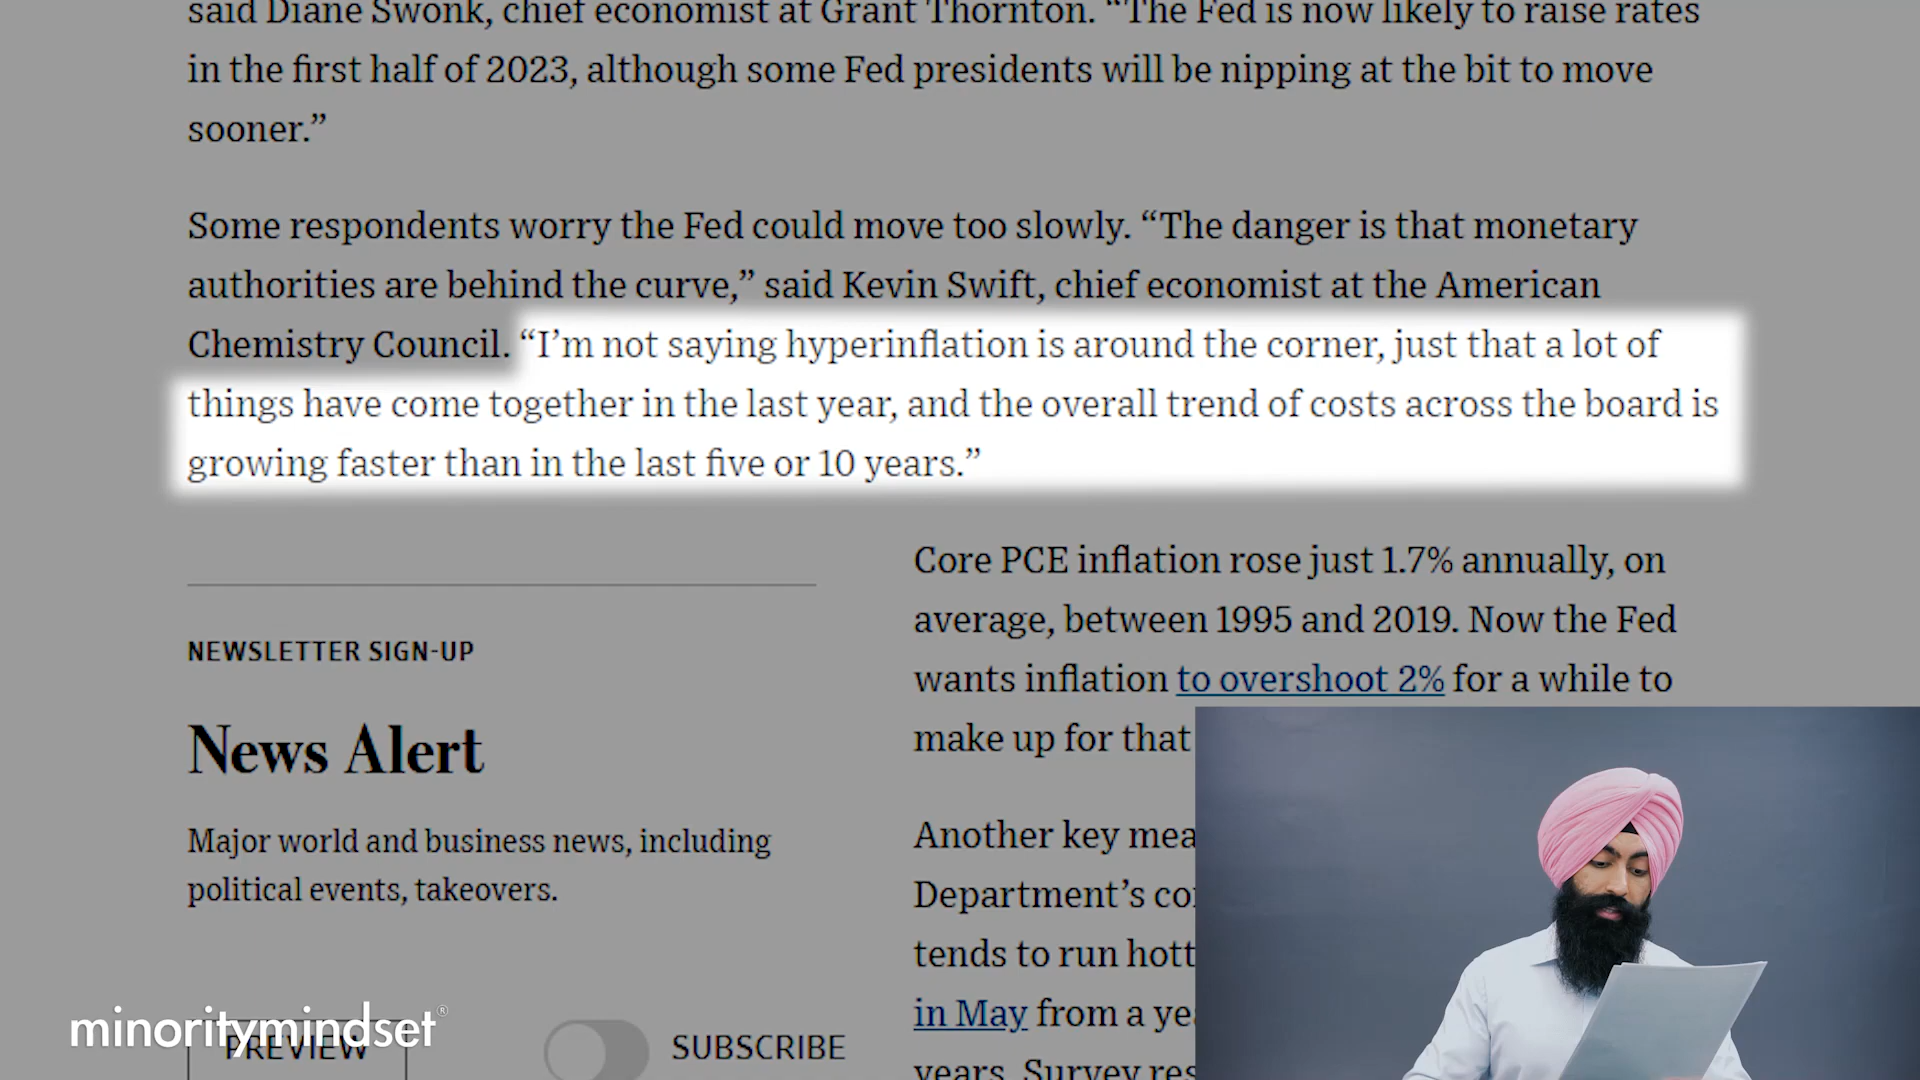 said Diane Swonk, chief economist at Grant Thornton. “The Fed is now likely to raise rates
in the first half of 2023, although some Fed presidents will be nipping at the bit to move
sooner.”
Some respondents worry the Fed could move too slowly. “The danger is that monetary
authorities are behind the curve,” said Kevin Swift, chief economist at the American
Chemistry Council. “I’m not saying hyperinflation is around the corner, just that a lot of
things have come together in the last year, and the overall trend of costs across the board is
growing faster than in the last five or 10 years.”
NEWSLETTER SIGN-UP
News Alert
Major world and business news, including
political events, takeovers.
PREVIEW
SUBSCRIBE
Core PCE inflation rose just 1.7% annually, on
average, between 1995 and 2019. Now the Fed
wants inflation to overshoot 2% for a while to
make up for that
Another key mea
Department’s co
tends to run hott
in May from a yea
years. Survey res
minoritymindset®